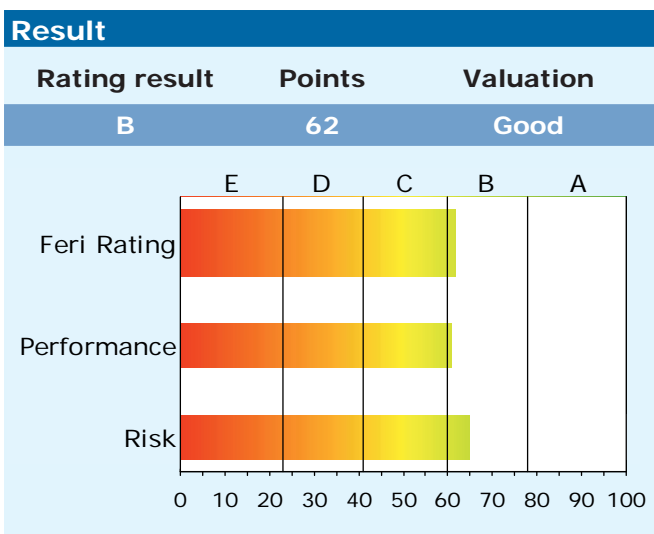 Result
Rating result Points Valuation
B 62 Good
E D C B A
Feri Rating
Performance
Risk
0 10 20 30 40 50 60 70 80 90 100